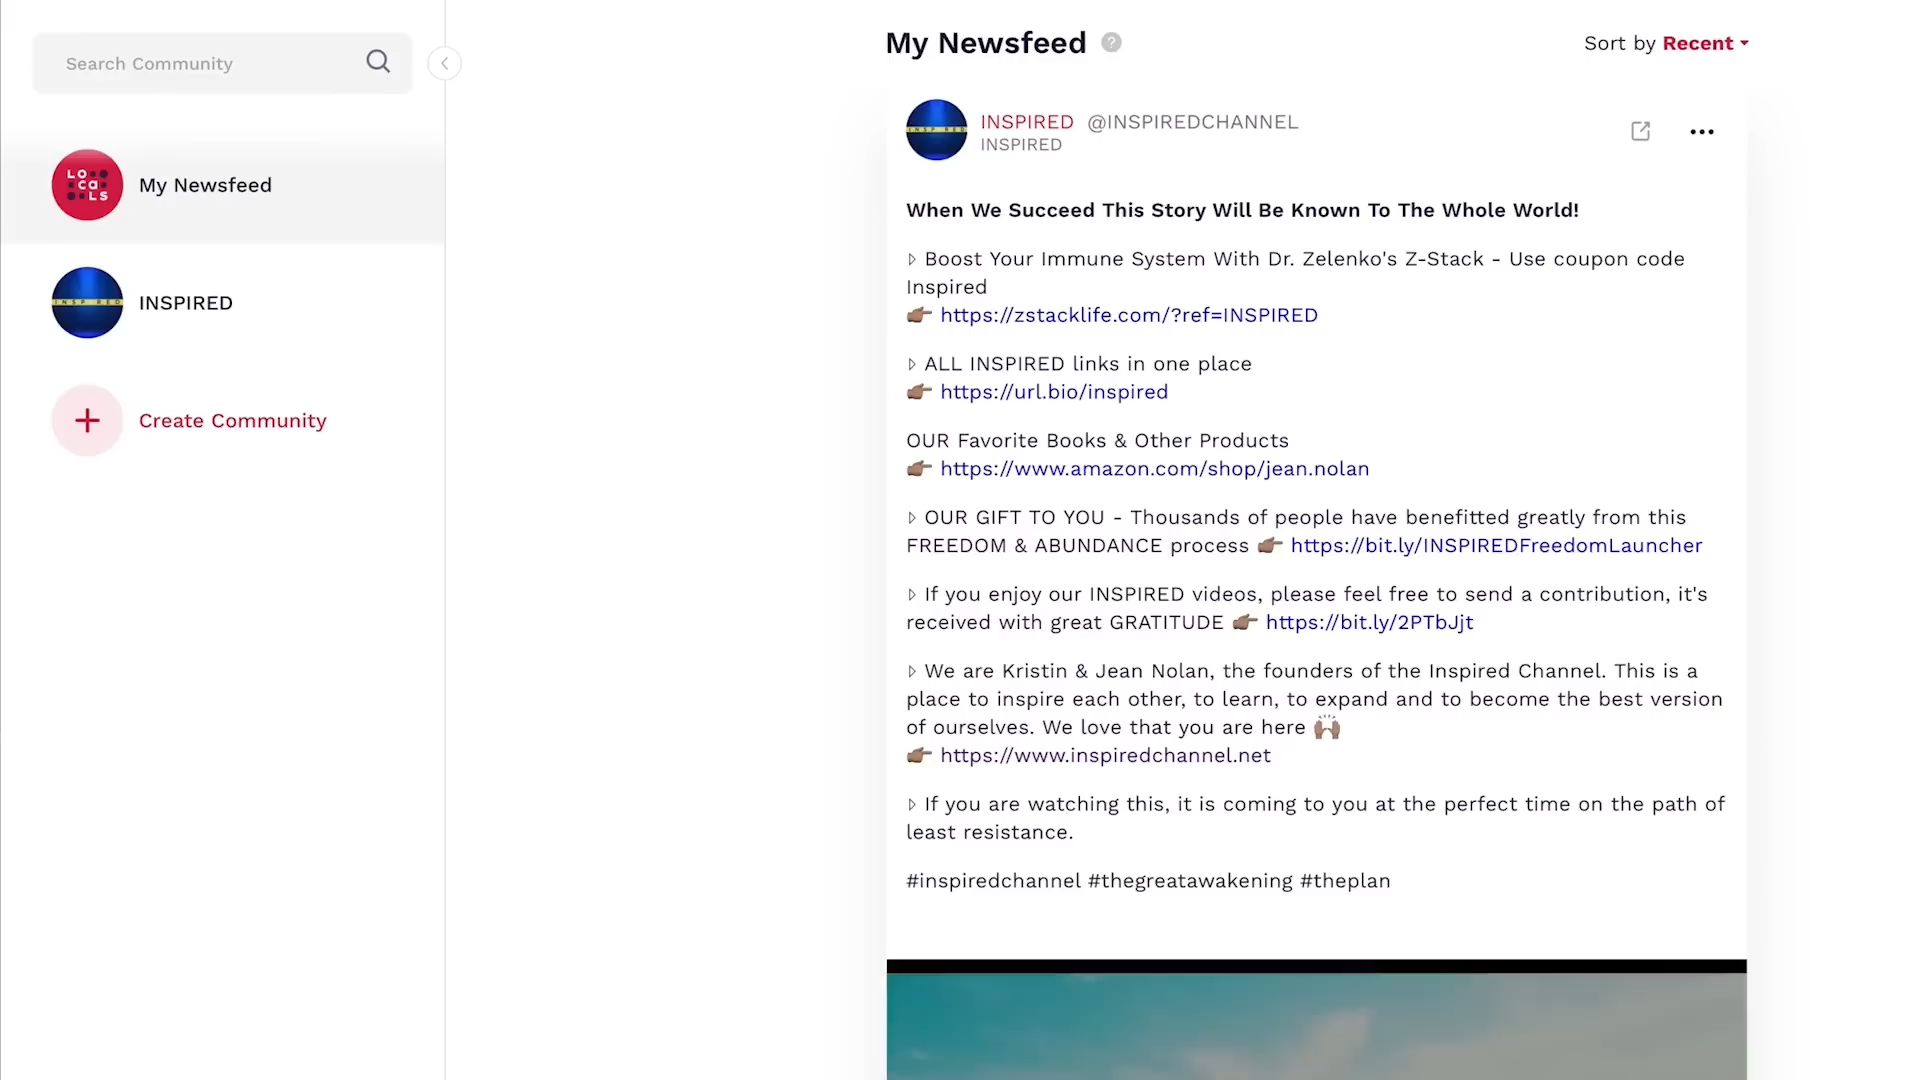 Search Community
My Newsfeed
Sort by Recent
INSPIRED @INSPIREDCHANNEL
INSPIRED
LOcaLS
My Newsfeed
INSPIRED
Create Community
When We Succeed This Story Will Be Known To The Whole World!
▹ Boost Your Immune System With Dr. Zelenko's Z-Stack - Use coupon code
Inspired
👉🏽 https://zstacklife.com/?ref=INSPIRED
▹ ALL INSPIRED links in one place
👉🏽 https://url.bio/inspired
OUR Favorite Books & Other Products
👉🏽 https://www.amazon.com/shop/jean.nolan
▹ OUR GIFT TO YOU - Thousands of people have benefitted greatly from this
FREEDOM & ABUNDANCE process 👉🏽 https://bit.ly/INSPIREDFreedomLauncher
▹ If you enjoy our INSPIRED videos, please feel free to send a contribution, it's
received with great GRATITUDE 👉🏽 https://bit.ly/2PTbJjt
▹ We are Kristin & Jean Nolan, the founders of the Inspired Channel. This is a
place to inspire each other, to learn, to expand and to become the best version
of ourselves. We love that you are here 🙌🏽
👉🏽 https://www.inspiredchannel.net
▹ If you are watching this, it is coming to you at the perfect time on the path of
least resistance.
#inspiredchannel #thegreatawakening #theplan